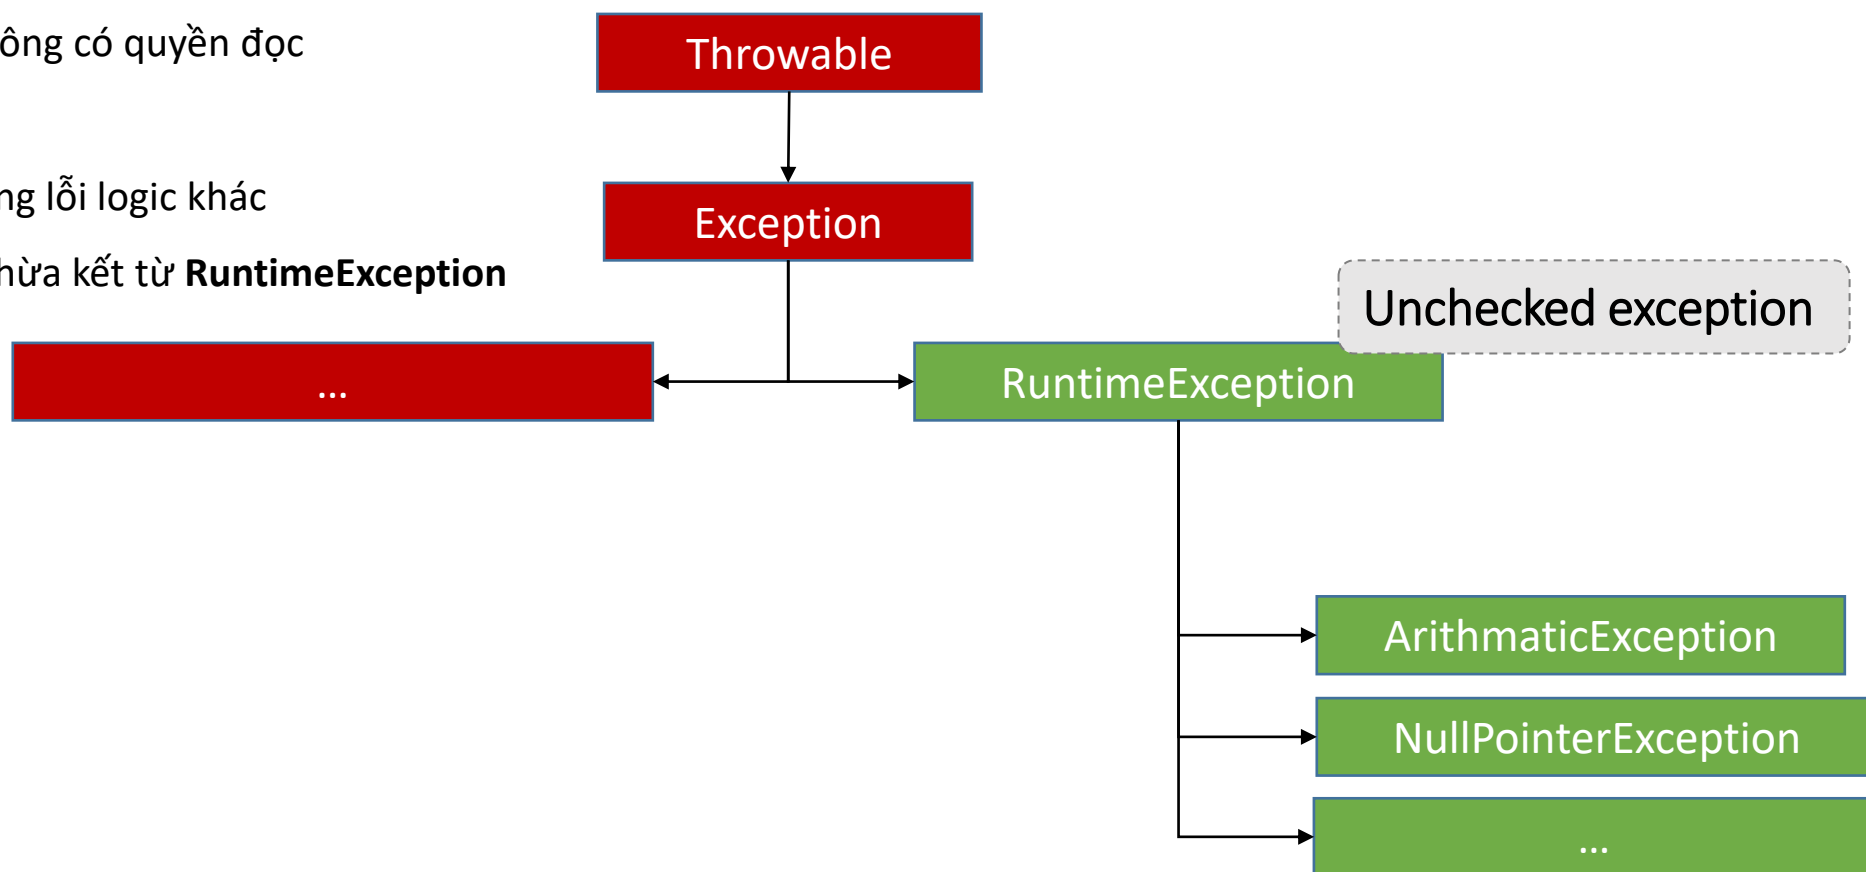 ông có quyền đọc
Throwable
ng lỗi logic khác
Exception
hừa kết từ RuntimeException
Unchecked exception
...
RuntimeException
ArithmaticException
NullPointerException
...